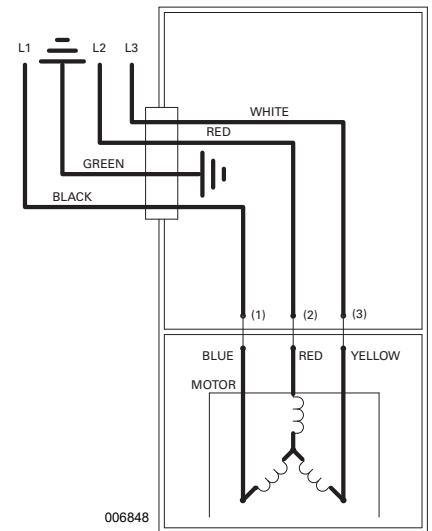 L1 L2 L3
WHITE
RED
GREEN
BLACK
(1) (2) (3)
BLUE RED YELLOW
MOTOR
006848